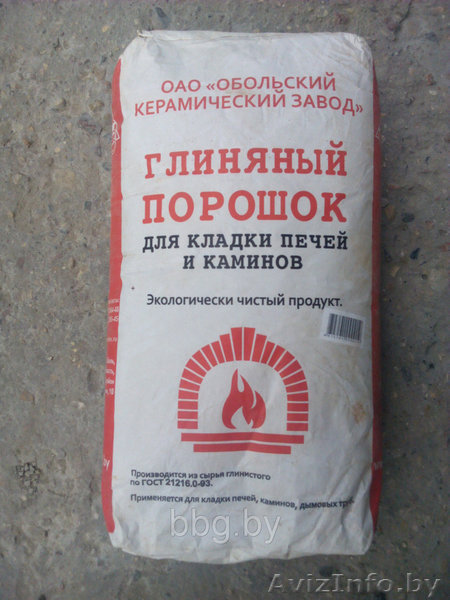 ОАО «ОБОЛЬСКИЙ
КЕРАМИЧЕСКИЙ ЗАВОД»
ГЛИНЯНЫЙ
ПОРОШОК
ДЛЯ КЛАДКИ ПЕЧЕЙ
И КАМИНОВ
Экологически чистый продукт.
Производится из сырья глинистого
по ГОСТ 21216.0-93.
Применяется для кладки печей, каминов, дымовых труб.
bbg.by
AvizInfo.by